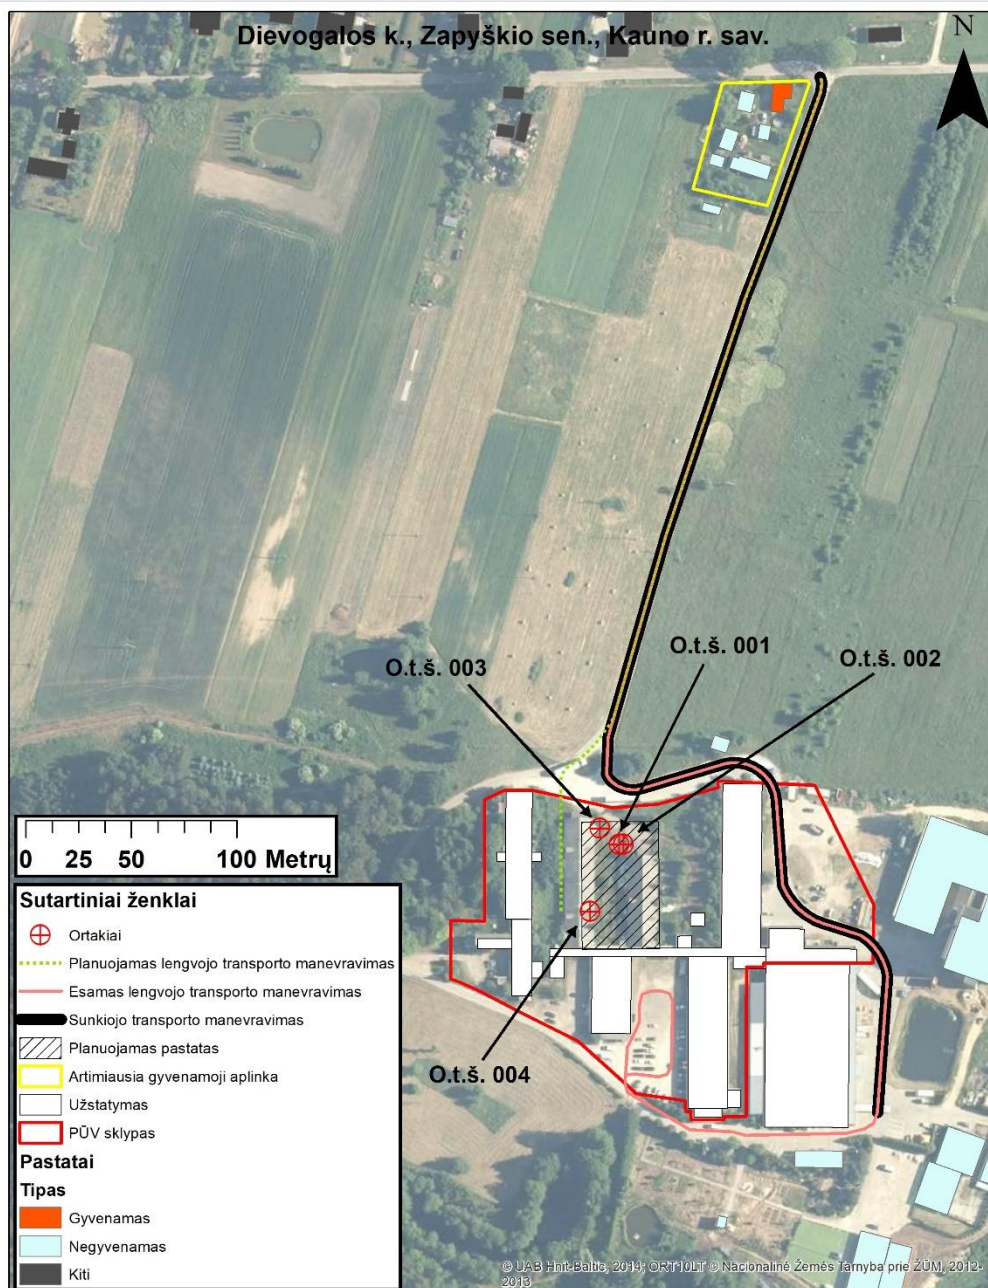 Dievogalos k., Zapyškio sen., Kauno r. sav.
N
O.t.š. 001
O.t.š. 002
O.t.š. 003
0 25 50 100 Metrų
O.t.š. 004
Sutartiniai ženklai
Ortakiai
Planuojamas lengvojo transporto manevravimas
Esamas lengvojo transporto manevravimas
Sunkiojo transporto manevravimas
Planuojamas pastatas
Artimiausia gyvenamoji aplinka
Užstatymas
PŪV sklypas
Pastatai
Tipas
Gyvenamas
Negyvenamas
Kiti
© UAB Hnit-Baltic, 2014; ORT10LT © Nacionalinė Žemės Tarnyba prie ŽŪM, 2012-
2013